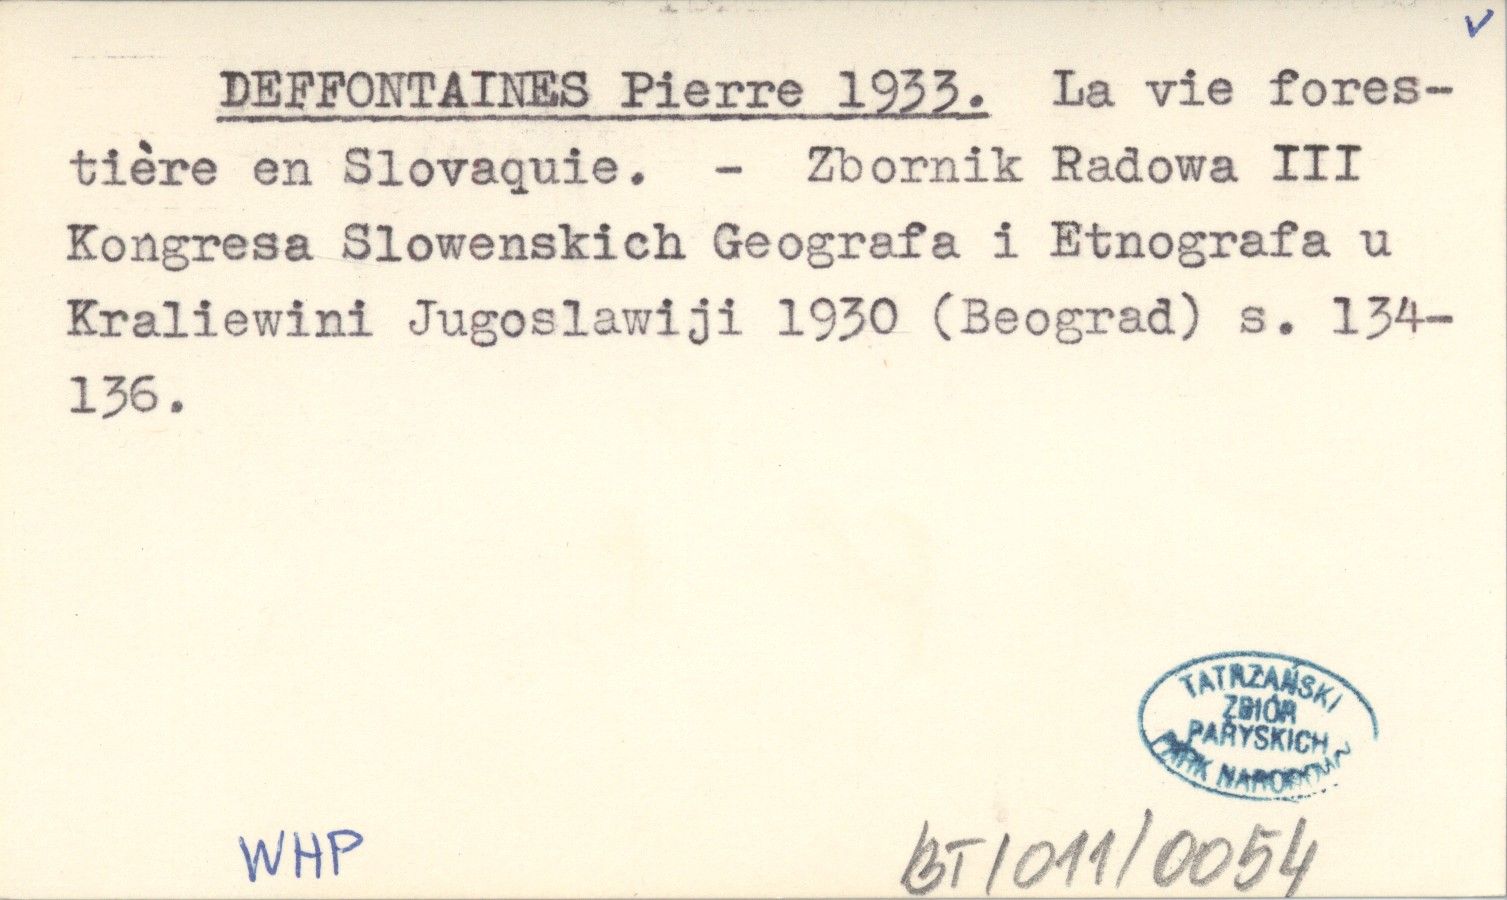 V
DEFFONTAINES Pierre 1933. La vie fores-
tière en Slovaquie. - Zbornik Radowa III
Kongresa Slowenskich Geografa i Etnografa u
Kraliewini Jugoslawiji 1930 (Beograd) s. 134-
136.
TATRZAŃSKI
ZBIÓR
PARYSKICH
PARK NARODOWY
WHP
BT/011/0054